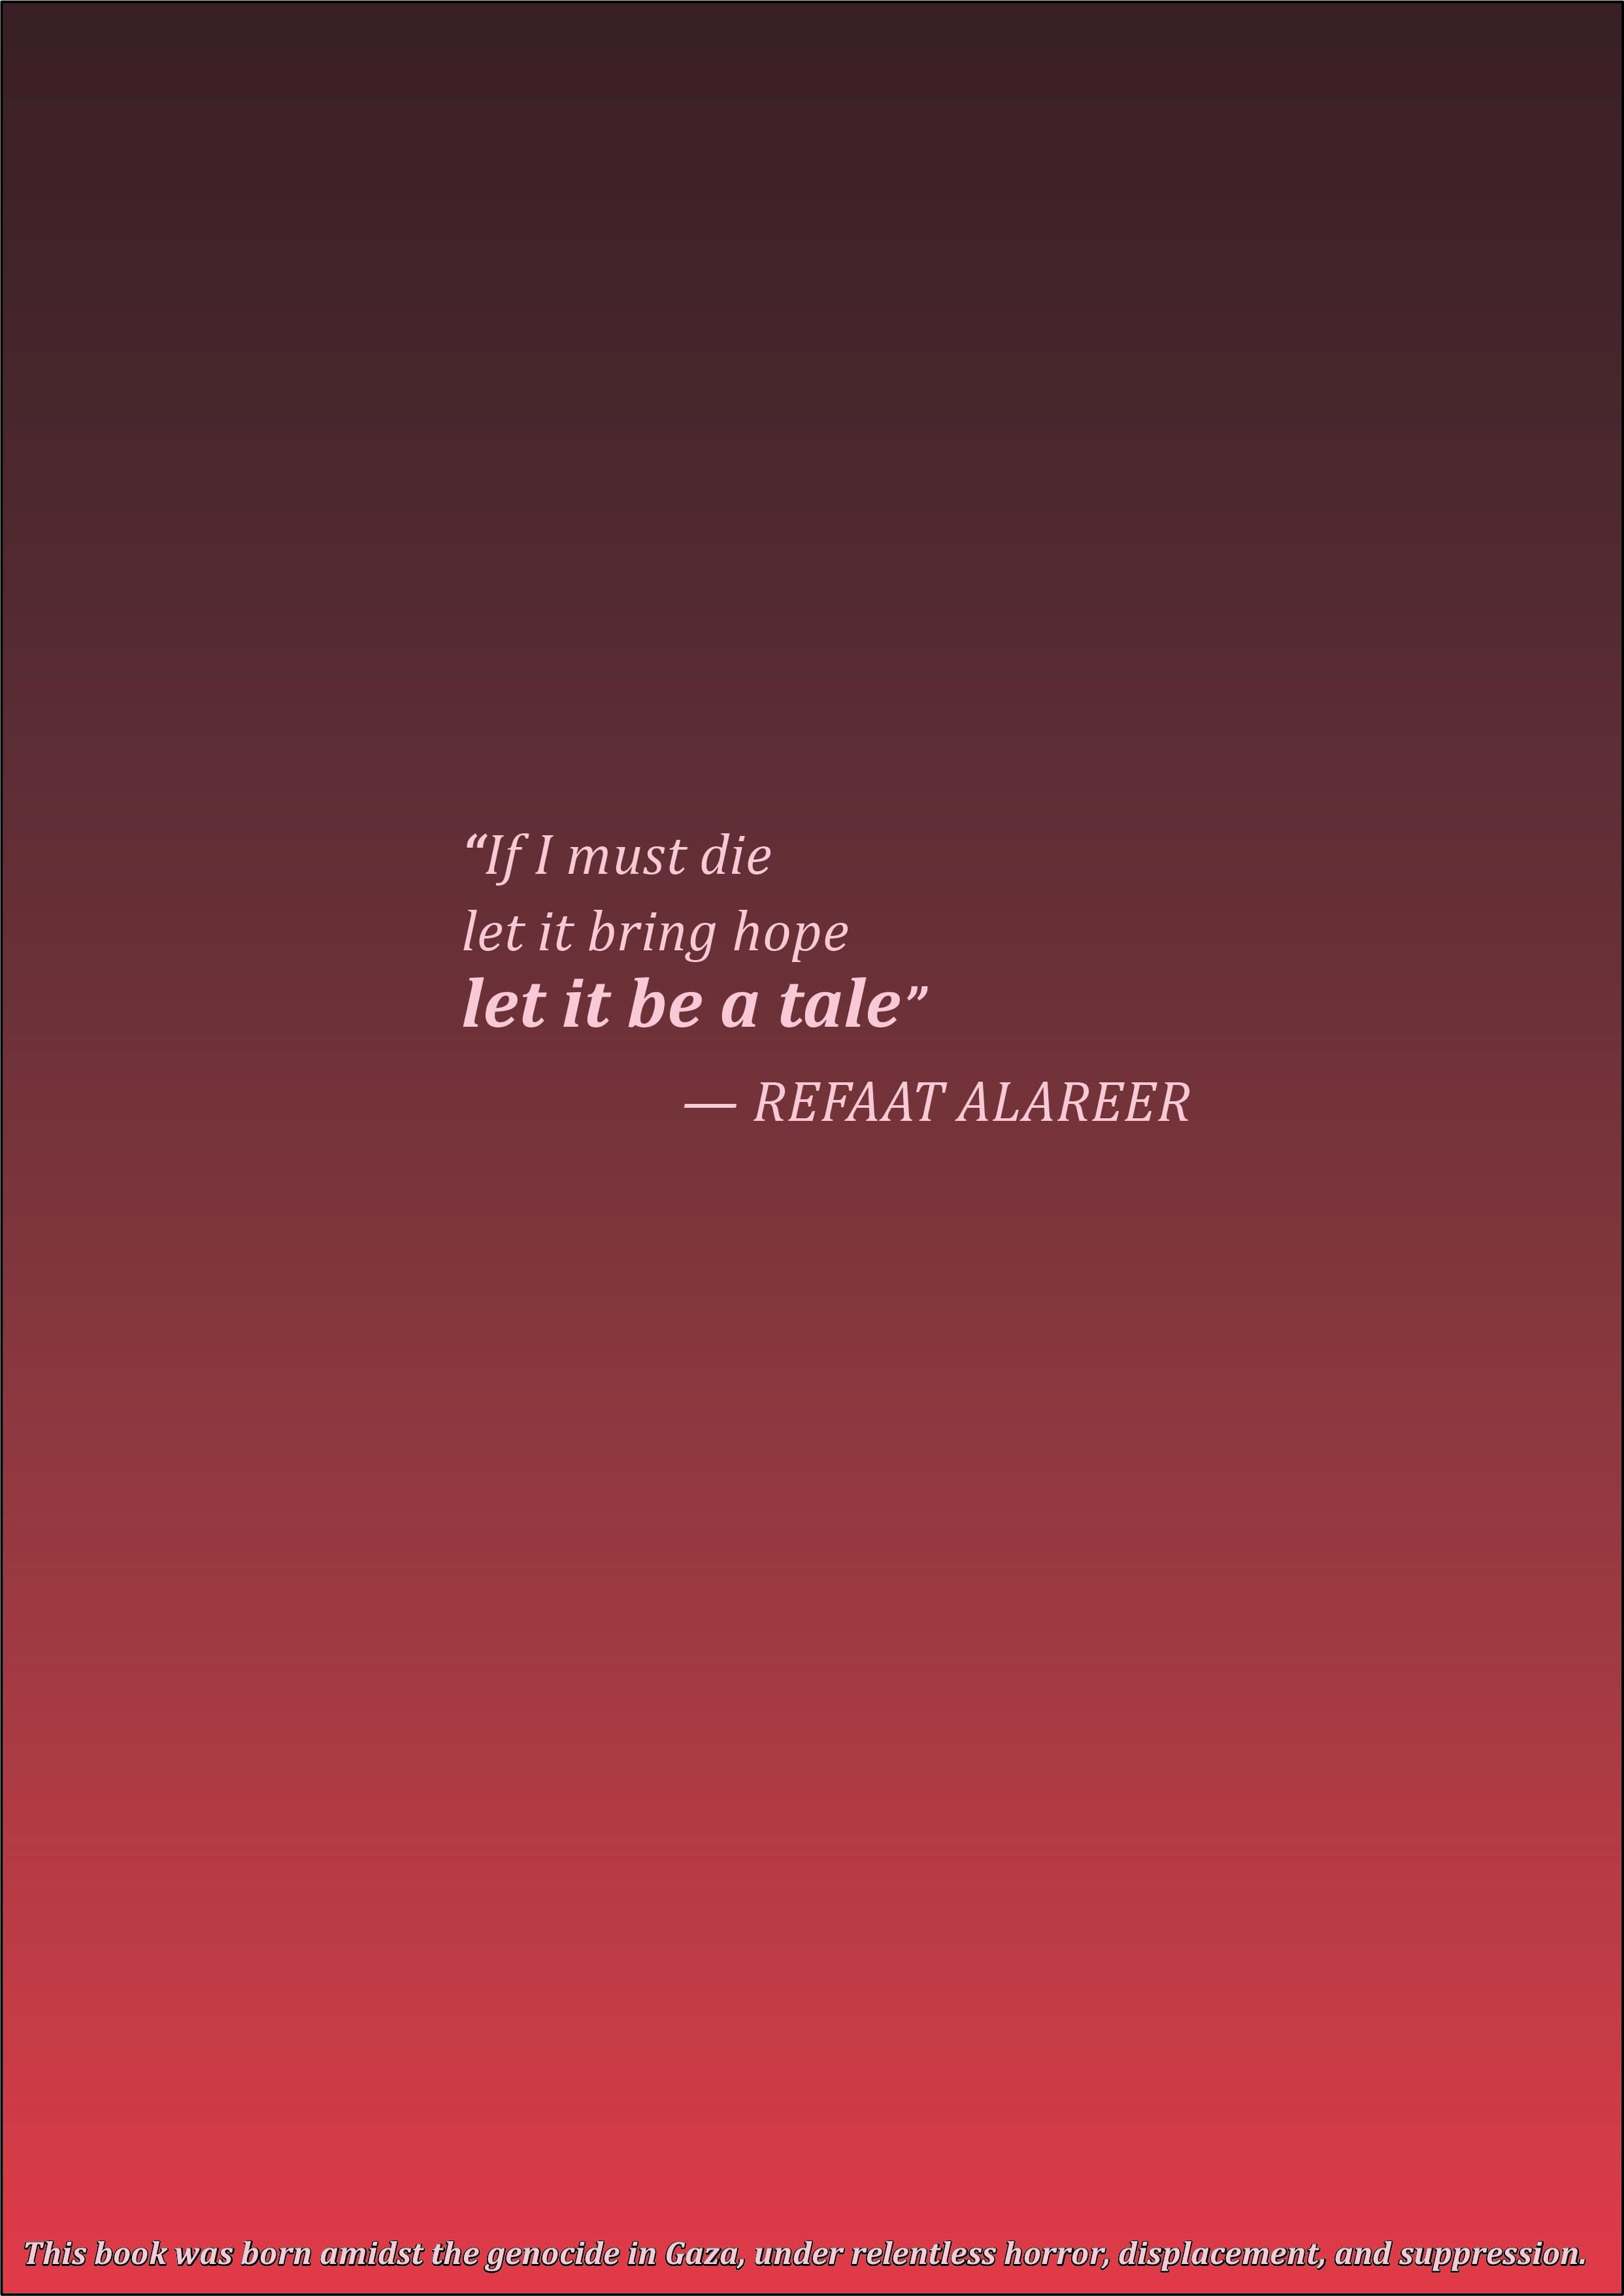 “If I must die
let it bring hope
let it be a tale”
— REFAAT ALAREER
This book was born amidst the genocide in Gaza, under relentless horror, displacement, and suppression.